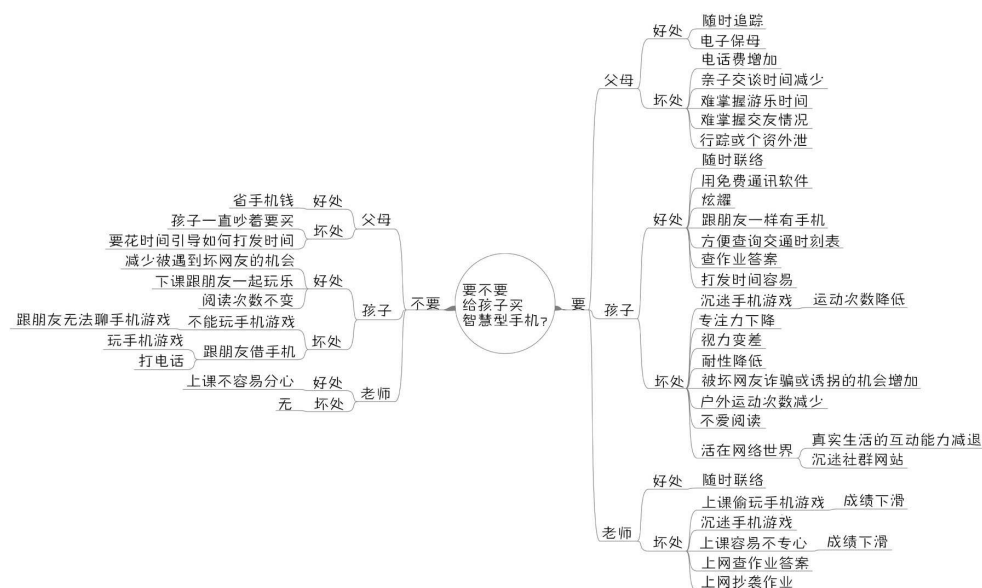 要不要
给孩子买
智慧型手机?
要
父母
好处
随时追踪
电子保母
坏处
电话费增加
亲子交谈时间减少
难掌握游乐时间
难掌握交友情况
行踪或个资外泄
孩子
好处
随时联络
用免费通讯软件
炫耀
跟朋友一样有手机
方便查询交通时刻表
查作业答案
打发时间容易
坏处
沉迷手机游戏
运动次数降低
专注力下降
视力变差
耐性降低
被坏网友诈骗或诱拐的机会增加
户外运动次数减少
不爱阅读
活在网络世界
真实生活的互动能力减退
沉迷社群网站
老师
好处
随时联络
坏处
上课偷玩手机游戏
成绩下滑
沉迷手机游戏
上课容易不专心
成绩下滑
上网查作业答案
上网抄袭作业
不要
父母
好处
省手机钱
坏处
孩子一直吵着要买
要花时间引导如何打发时间
孩子
好处
减少被遇到坏网友的机会
下课跟朋友一起玩乐
阅读次数不变
坏处
不能玩手机游戏
跟朋友无法聊手机游戏
跟朋友借手机
玩手机游戏
打电话
老师
好处
上课不容易分心
坏处
无